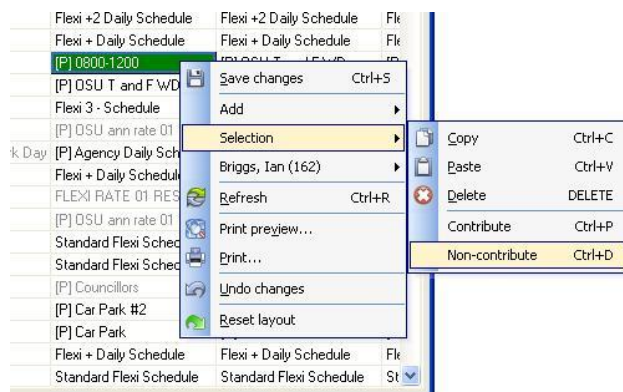 Flexi +2 Daily Schedule Flexi +2 Daily Schedule Fle
Flexi + Daily Schedule Flexi + Daily Schedule Fle
[P] 0800-1200
[P] OSU T and F WD
Flexi 3 - Schedule
[P] OSU ann rate 01
k Day [P] Agency Daily Sch
Flexi + Daily Schedul
FLEXI RATE 01 RES
[P] OSU ann rate 01
Standard Flexi Sched
Standard Flexi Sched
[P] Councillors
[P] Car Park #2
[P] Car Park
Flexi + Daily Schedule Flexi + Daily Schedule Fle
Standard Flexi Schedule Standard Flexi Schedule St
Save changes Ctrl+S
Add
Selection
Briggs, Ian (162)
Refresh Ctrl+R
Print preview...
Print...
Undo changes
Reset layout
Copy Ctrl+C
Paste Ctrl+V
Delete DELETE
Contribute Ctrl+P
Non-contribute Ctrl+D